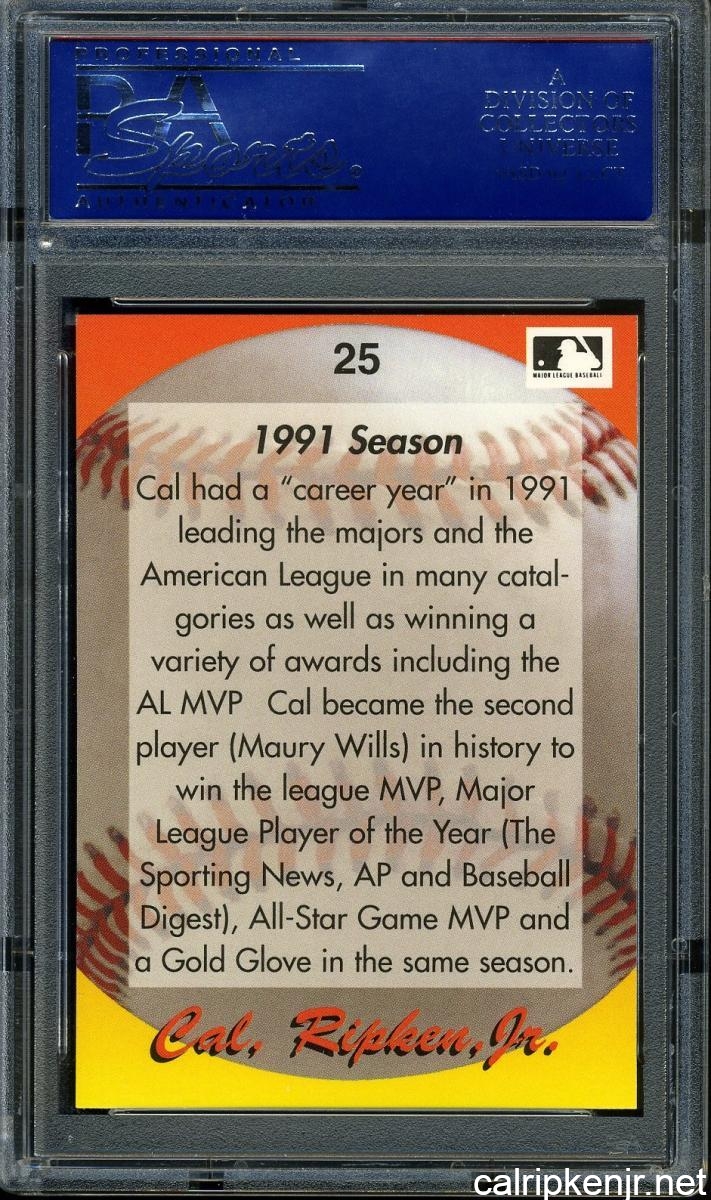 PROFESSIONAL
PSA
Sports®
AUTHENTICATOR
A
DIVISION OF
COLLECTORS
UNIVERSE
NASDAQ: CLCT
25
MAJOR LEAGUE BASEBALL
1991 Season
Cal had a “career year” in 1991
leading the majors and the
American League in many catal-
gories as well as winning a
variety of awards including the
AL MVP Cal became the second
player (Maury Wills) in history to
win the league MVP, Major
League Player of the Year (The
Sporting News, AP and Baseball
Digest), All-Star Game MVP and
a Gold Glove in the same season.
Cal, Ripken, Jr.
calripkenjr.net